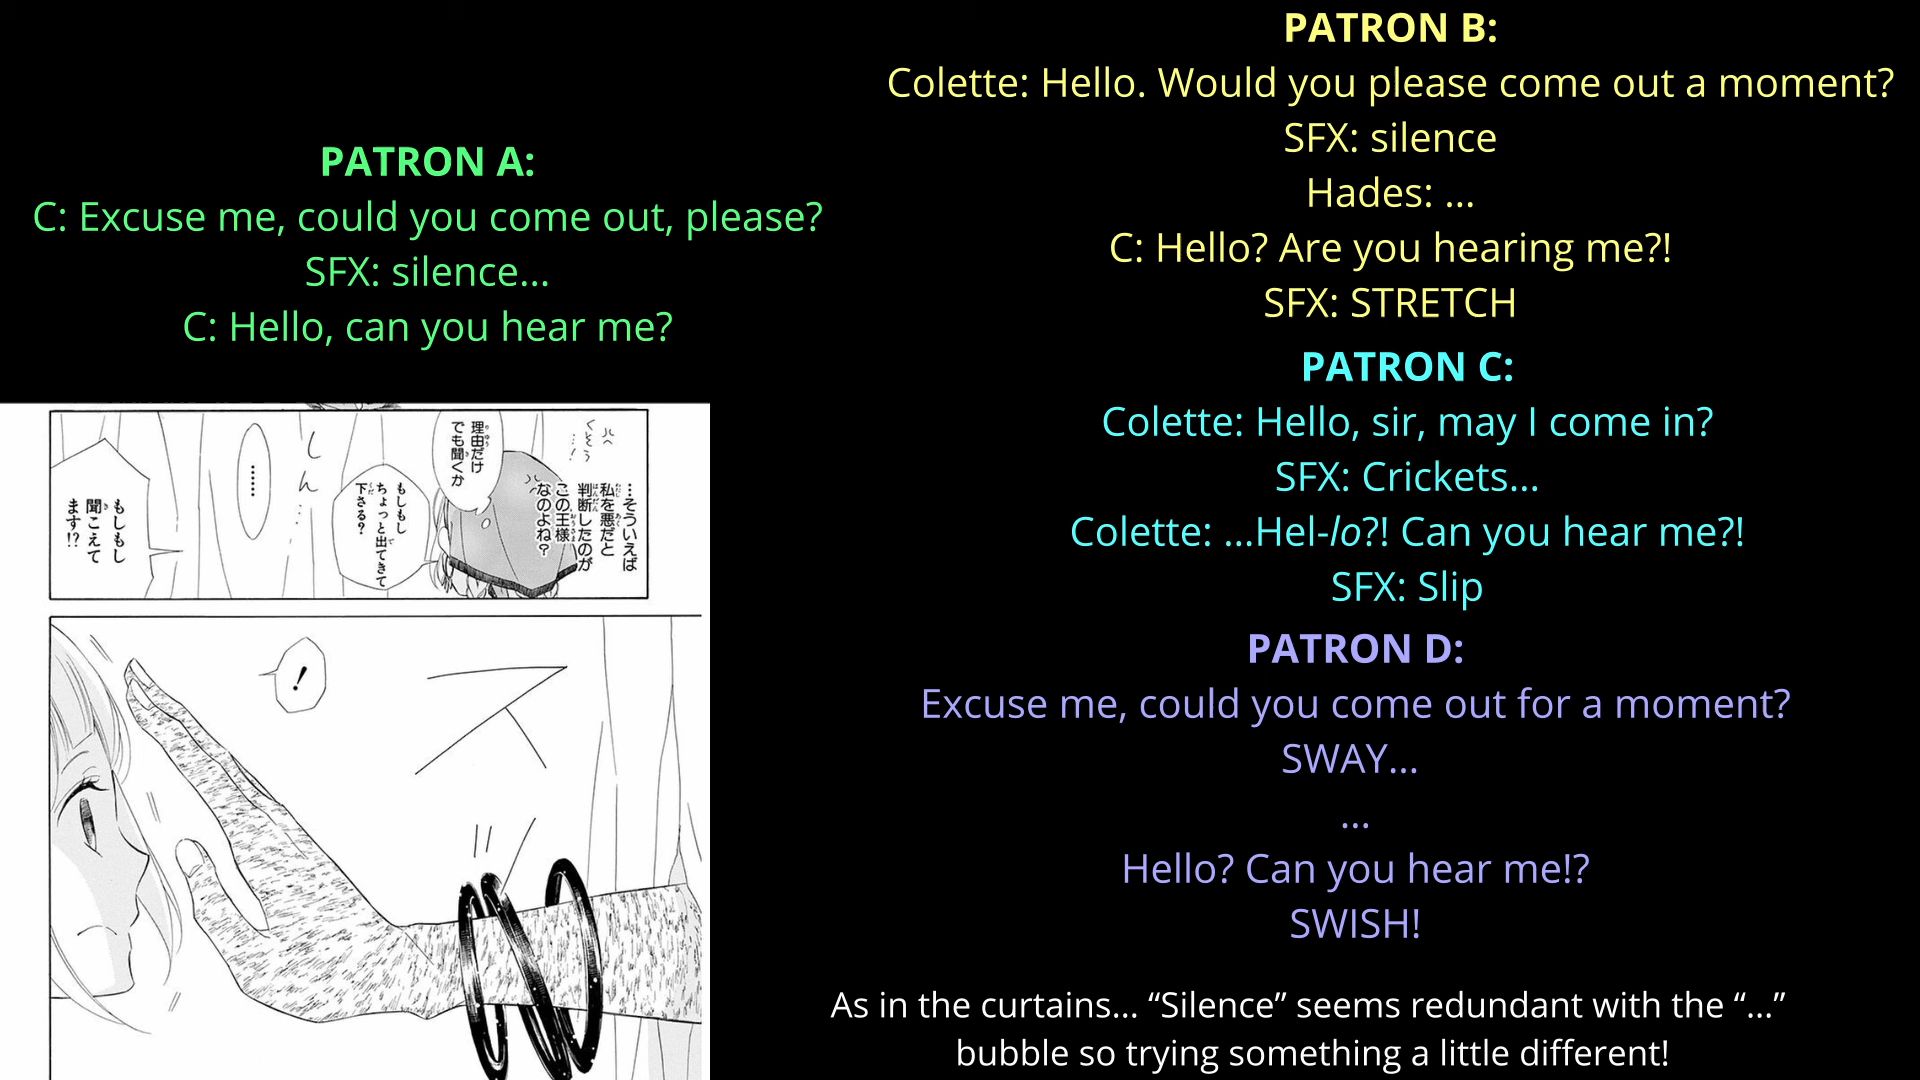 PATRON A:
C: Excuse me, could you come out, please?
SFX: silence...
C: Hello, can you hear me?
PATRON B:
Colette: Hello. Would you please come out a moment?
SFX: silence
Hades: ...
C: Hello? Are you hearing me?!
SFX: STRETCH
PATRON C:
Colette: Hello, sir, may I come in?
SFX: Crickets...
Colette: ...Hel-lo?! Can you hear me?!
SFX: Slip
PATRON D:
Excuse me, could you come out for a moment?
SWAY...
...
Hello? Can you hear me!?
SWISH!
As in the curtains... “Silence” seems redundant with the “...”
bubble so trying something a little different!
…そういえば
私を悪だと
判断したのが
この王様
なのよね?
くそう
…!
理由だけ
でも聞くか
もしもし
ちょっと出てきて
下さる?
しん
…
……
もしもし
聞こえて
ます!?
!